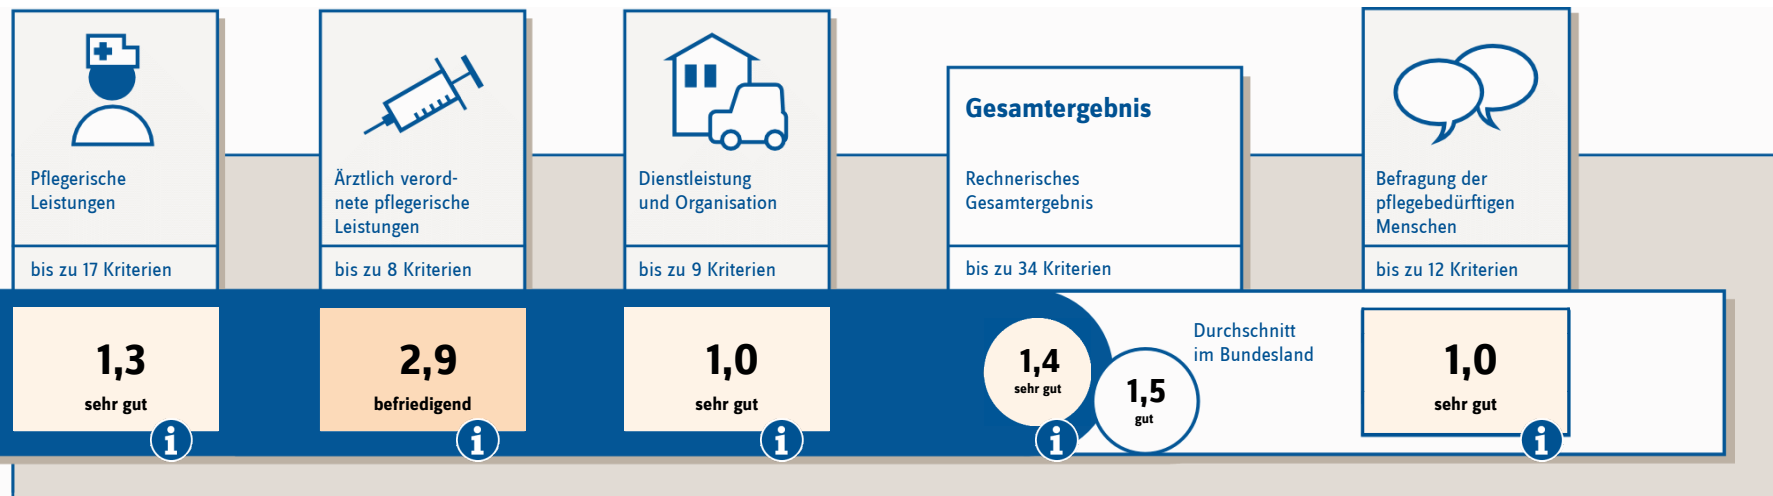 Pflegerische
Leistungen
bis zu 17 Kriterien
1,3
sehr gut
Ärztlich verord-
nete pflegerische
Leistungen
bis zu 8 Kriterien
2,9
befriedigend
Dienstleistung
und Organisation
bis zu 9 Kriterien
1,0
sehr gut
Gesamtergebnis
Rechnerisches
Gesamtergebnis
bis zu 34 Kriterien
1,4
sehr gut
1,5
gut
Durchschnitt
im Bundesland
Befragung der
pflegebedürftigen
Menschen
bis zu 12 Kriterien
1,0
sehr gut